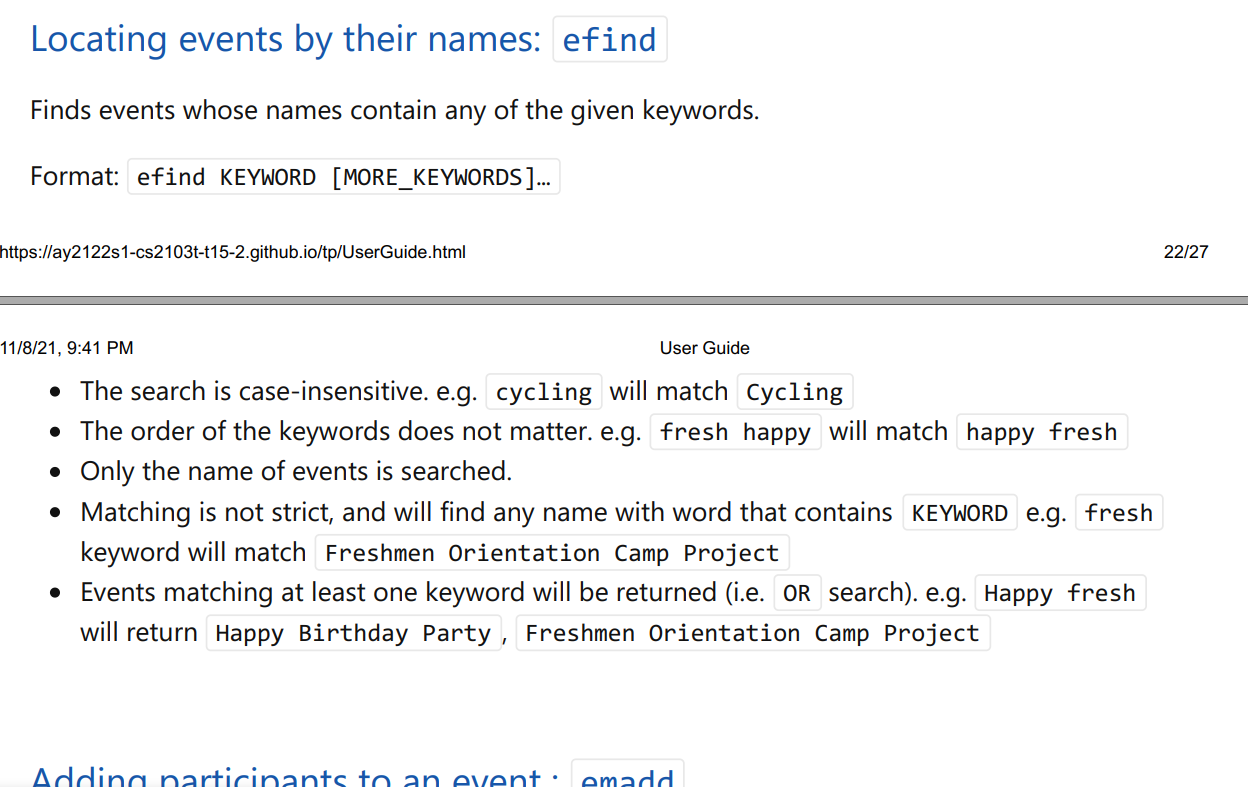 Locating events by their names: efind
Finds events whose names contain any of the given keywords.
Format: efind KEYWORD [MORE_KEYWORDS]…
https://ay2122s1-cs2103t-t15-2.github.io/tp/UserGuide.html 22/27
11/8/21, 9:41 PM User Guide
• The search is case-insensitive. e.g. cycling will match Cycling
• The order of the keywords does not matter. e.g. fresh happy will match happy fresh
• Only the name of events is searched.
• Matching is not strict, and will find any name with word that contains KEYWORD e.g. fresh
keyword will match Freshmen Orientation Camp Project
• Events matching at least one keyword will be returned (i.e. OR search). e.g. Happy fresh
will return Happy Birthday Party, Freshmen Orientation Camp Project
Adding participants to an event : emadd